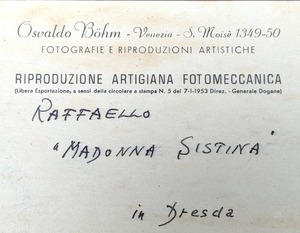 Osvaldo Böhm - Venezia - S. Moisè 1349-50
FOTOGRAFIE E RIPRODUZIONI ARTISTICHE
RIPRODUZIONE ARTIGIANA FOTOMECCANICA
(Libera Esportazione, a sensi della circolare a stampa N. 5 del 7-1-1953 Direz. - Generale Dogane)
RAFFAELLO
"MADONNA SISTINA"
in Dresda